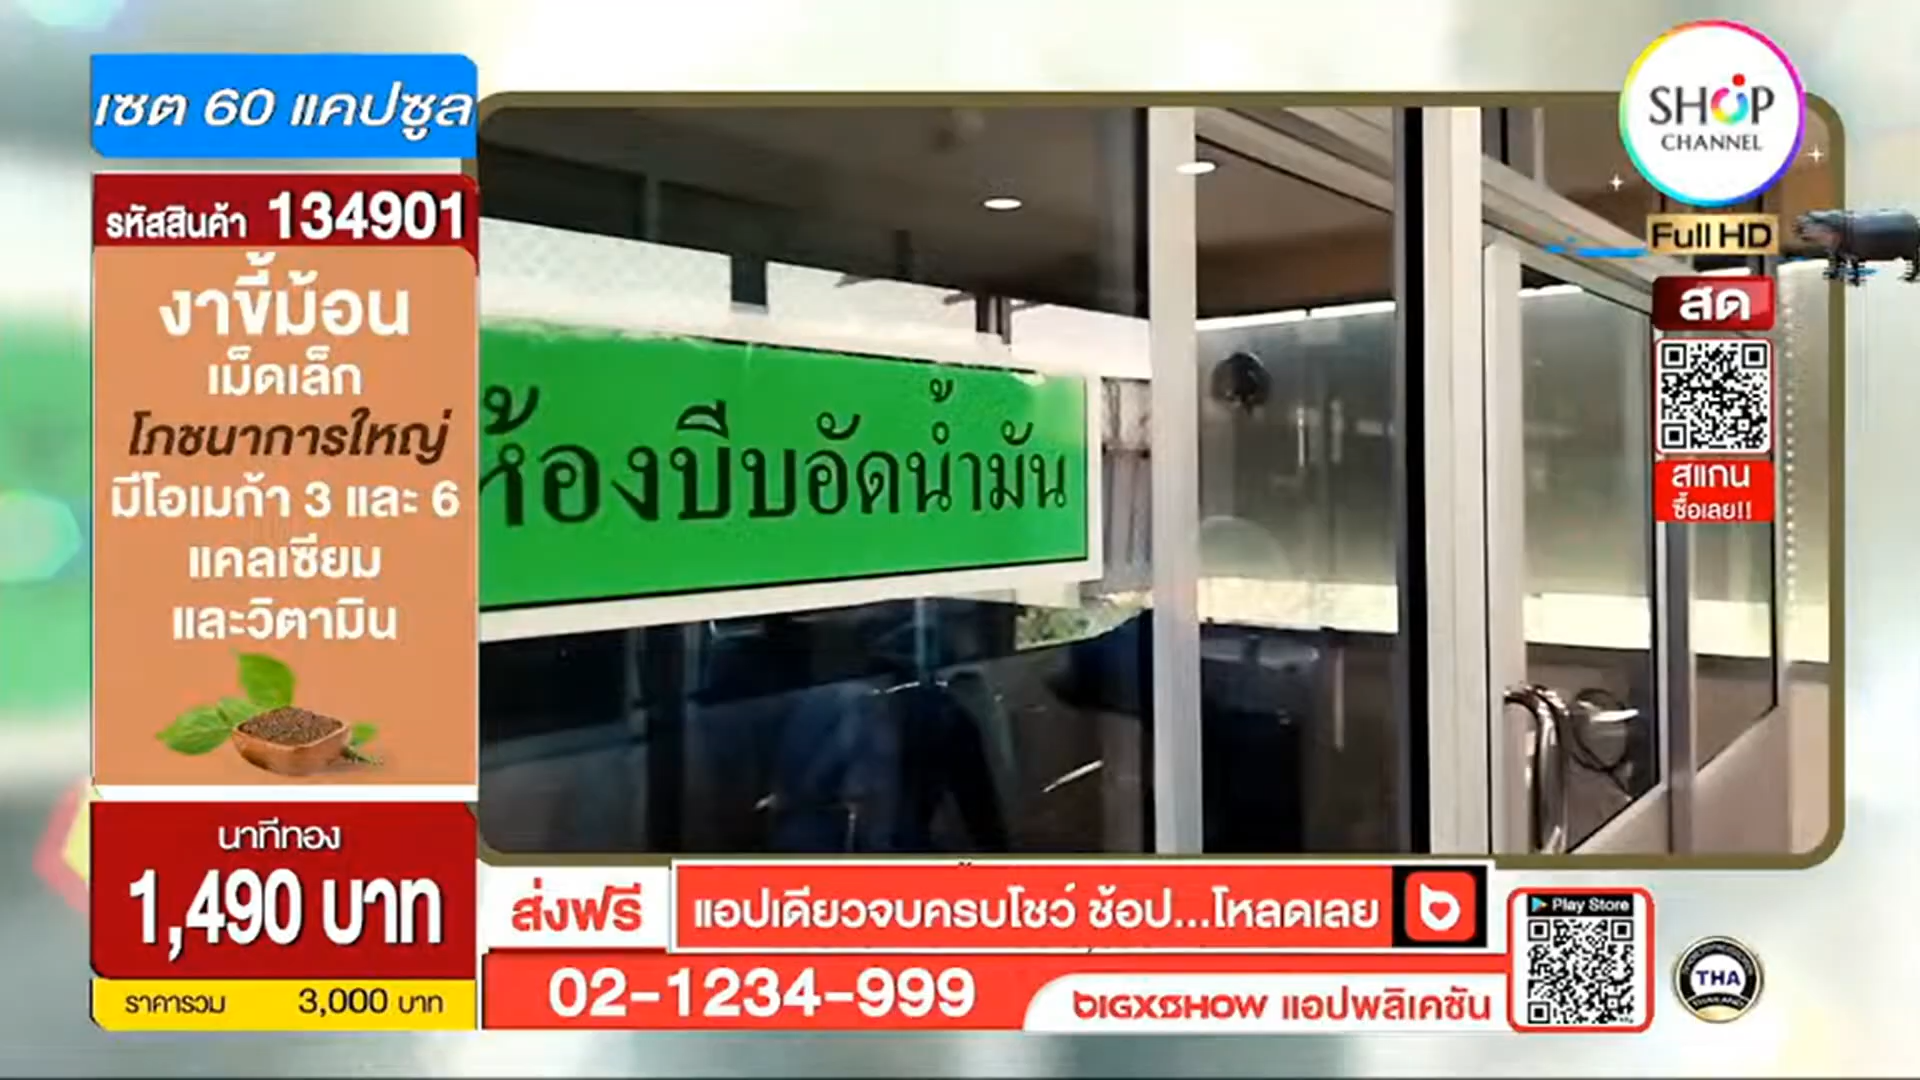 เซต 60 แคปซูล
รหัสสินค้า 134901
งาขี้ม้อน
เม็ดเล็ก
โภชนาการใหญ่
มีโอเมก้า 3 และ 6
แคลเซียม
และวิตามิน
นาทีทอง
1,490 บาท
ราคารวม 3,000 บาท
ห้องบีบอัดน้ำมัน
SHOP
CHANNEL
Full HD
สด
สแกน
ซื้อเลย!!
ส่งฟรี
แอปเดียวจบครบโชว์ ช้อป...โหลดเลย
02-1234-999
BIGXSHOW แอปพลิเคชัน
Play Store
THA